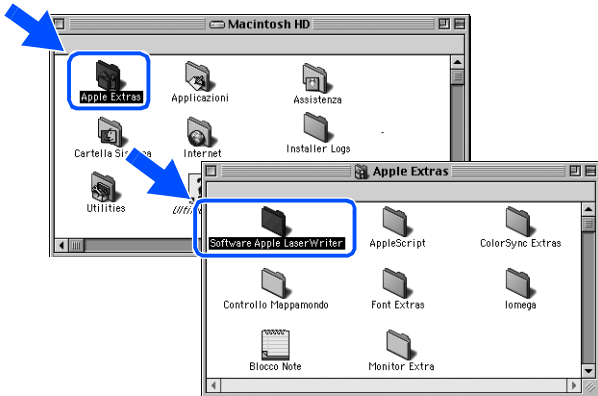 Macintosh HD
Apple Extras
Applicazioni
Assistenza
Cartella Sis
Internet
Installer Logs
Utilities
Apple Extras
Software Apple LaserWriter
AppleScript
ColorSync Extras
Controllo Mappamondo
Font Extras
Iomega
Blocco Note
Monitor Extra